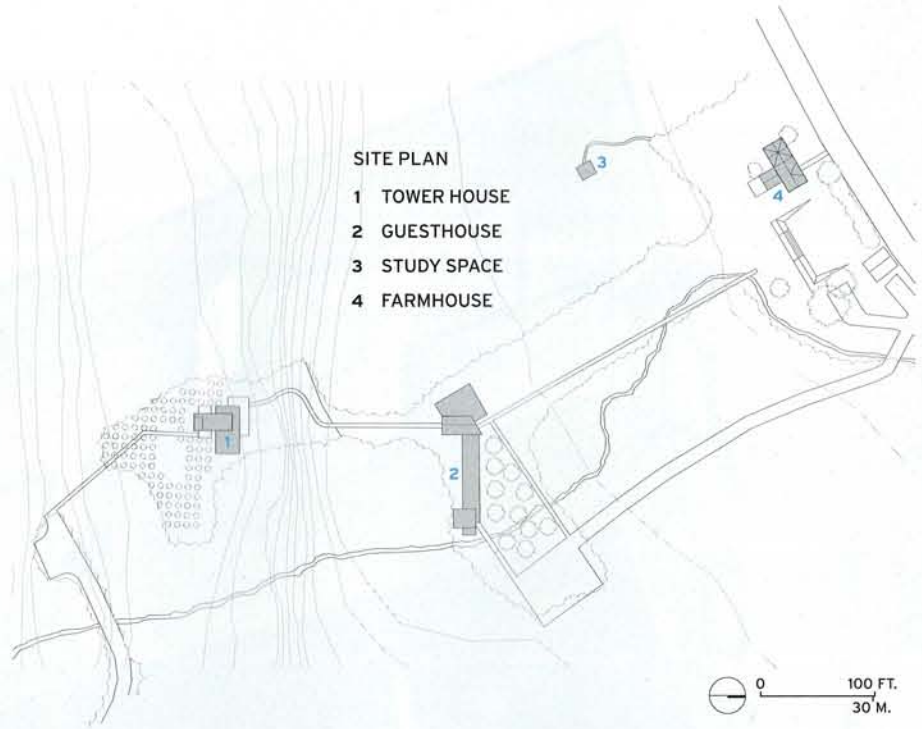 SITE PLAN
1 TOWER HOUSE
2 GUESTHOUSE
3 STUDY SPACE
4 FARMHOUSE
3
4
1
2
0 100 FT.
30 M.